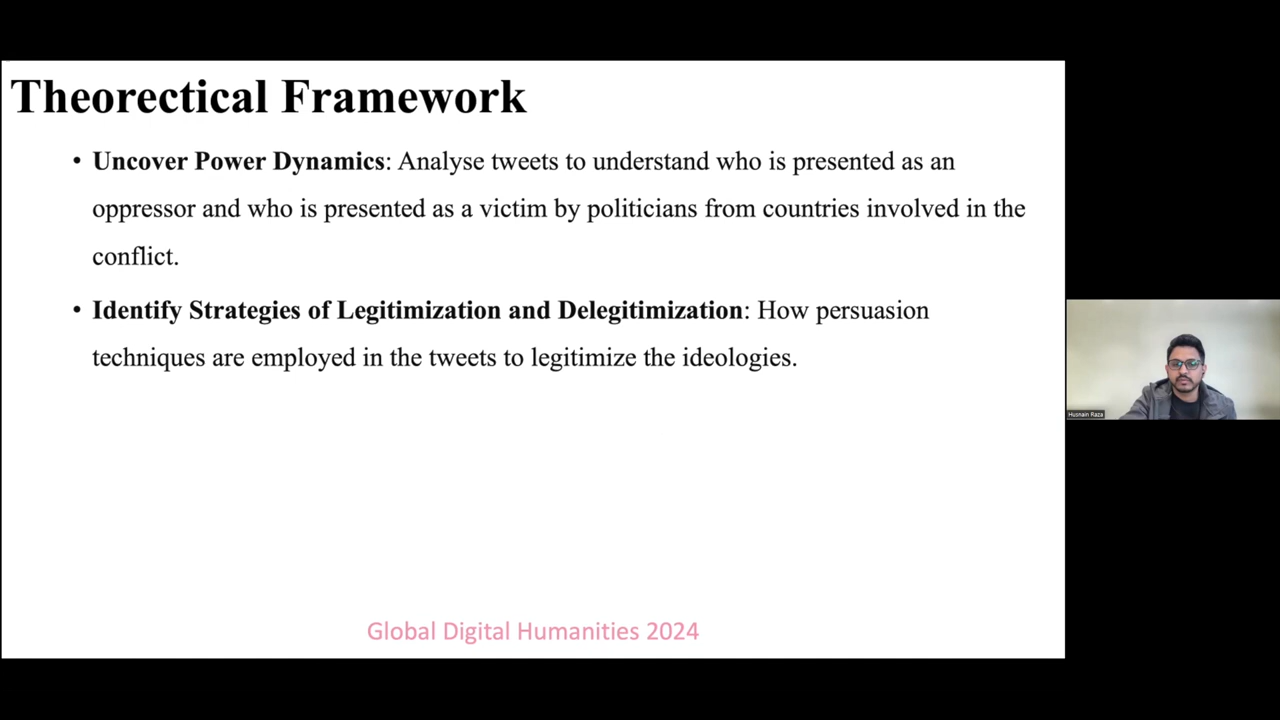 Theorectical Framework
• Uncover Power Dynamics: Analyse tweets to understand who is presented as an
oppressor and who is presented as a victim by politicians from countries involved in the
conflict.
• Identify Strategies of Legitimization and Delegitimization: How persuasion
techniques are employed in the tweets to legitimize the ideologies.
Husnain Raza
Global Digital Humanities 2024